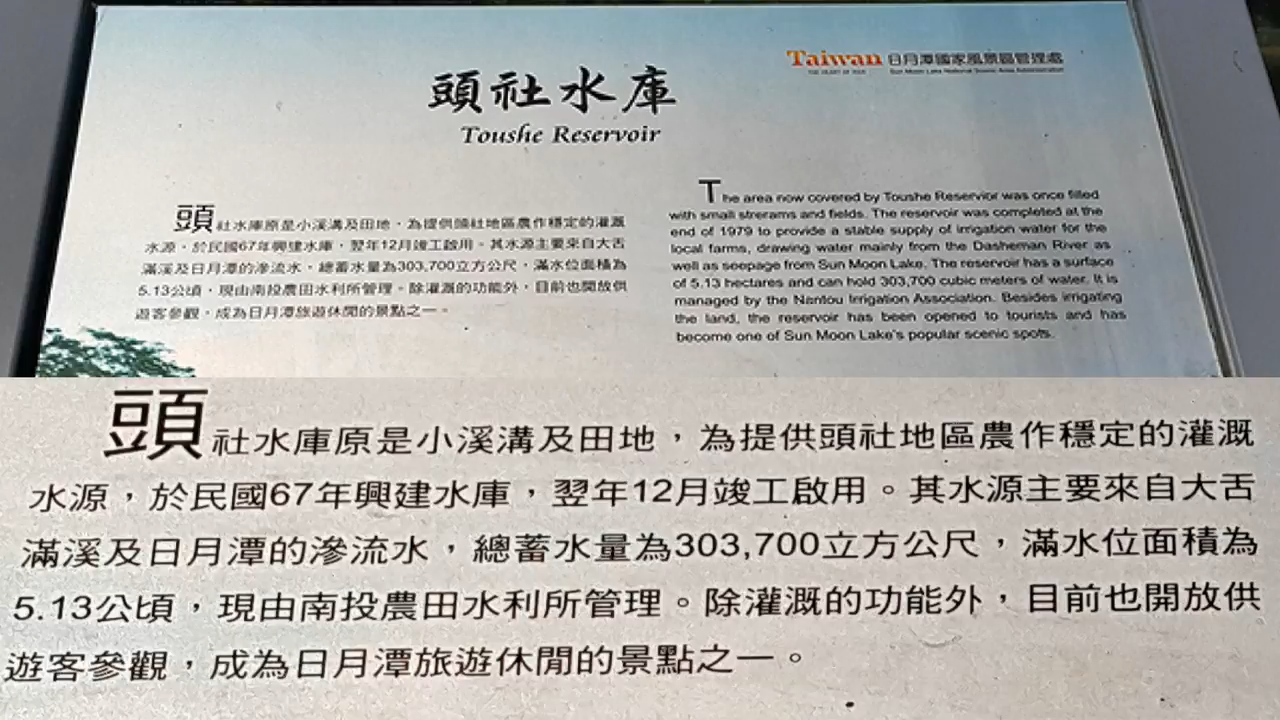 Taiwan 日月潭國家風景區管理處
THE HEART OF ASIA Sun Moon Lake National Scenic Area Administration
頭社水庫
Toushe Reservoir
頭社水庫原是小溪溝及田地，為提供頭社地區農作穩定的灌溉
水源，於民國67年興建水庫，翌年12月竣工啟用。其水源主要來自大舌
滿溪及日月潭的滲流水，總蓄水量為303,700立方公尺，滿水位面積為
5.13公頃，現由南投農田水利所管理。除灌溉的功能外，目前也開放供
遊客參觀，成為日月潭旅遊休閒的景點之一。
The area now covered by Toushe Reservior was once filled
with small strerams and fields. The reservoir was completed at the
end of 1979 to provide a stable supply of irrigation water for the
local farms, drawing water mainly from the Dasheman River as
well as seepage from Sun Moon Lake. The reservoir has a surface
of 5.13 hectares and can hold 303,700 cubic meters of water. It is
managed by the Nantou Irrigation Association. Besides irrigating
the land, the reservoir has been opened to tourists and has
become one of Sun Moon Lake's popular scenic spots.
頭社水庫原是小溪溝及田地，為提供頭社地區農作穩定的灌溉
水源，於民國67年興建水庫，翌年12月竣工啟用。其水源主要來自大舌
滿溪及日月潭的滲流水，總蓄水量為303,700立方公尺，滿水位面積為
5.13公頃，現由南投農田水利所管理。除灌溉的功能外，目前也開放供
遊客參觀，成為日月潭旅遊休閒的景點之一。